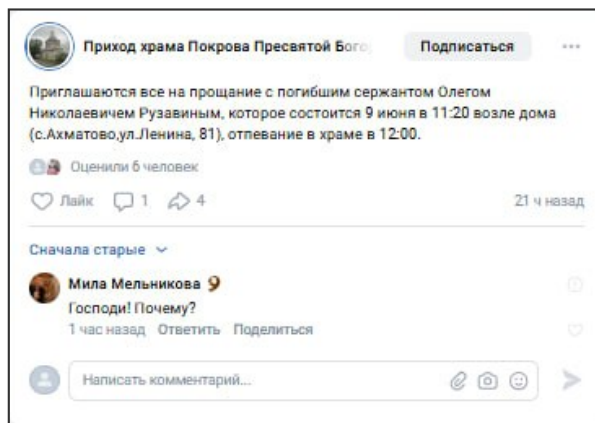 Приход храма Покрова Пресвятой Бого
Подписаться
Приглашаются все на прощание с погибшим сержантом Олегом
Николаевичем Рузавиным, которое состоится 9 июня в 11:20 возле дома
(с.Ахматово,ул.Ленина, 81), отпевание в храме в 12:00.
Оценили 6 человек
Лайк 1 4 21 ч назад
Сначала старые
Мила Мельникова
Господи! Почему?
1 час назад Ответить Поделиться
Написать комментарий...